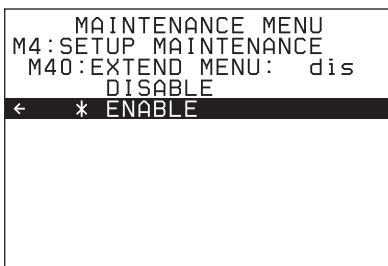 MAINTENANCE MENU
M4:SETUP MAINTENANCE
M40:EXTEND MENU: dis
DISABLE
← * ENABLE